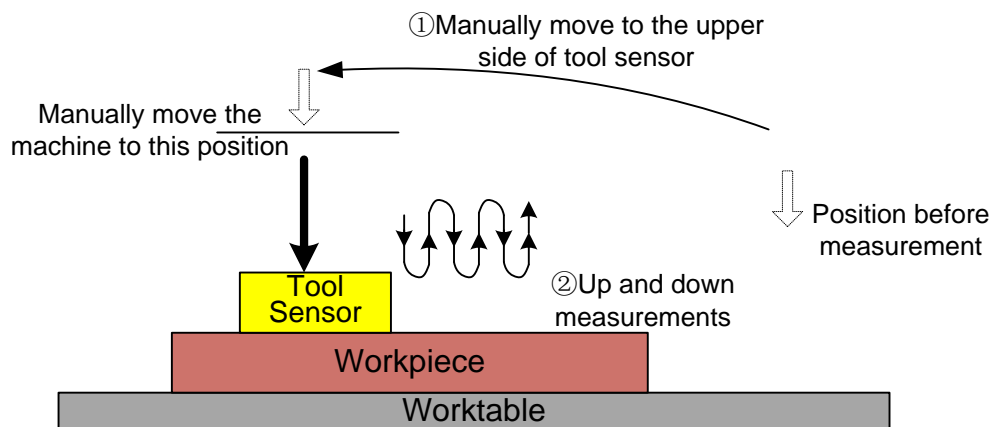 ①Manually move to the upper
side of tool sensor
Manually move the
machine to this position
Position before
measurement
Tool
Sensor
②Up and down
measurements
Workpiece
Worktable